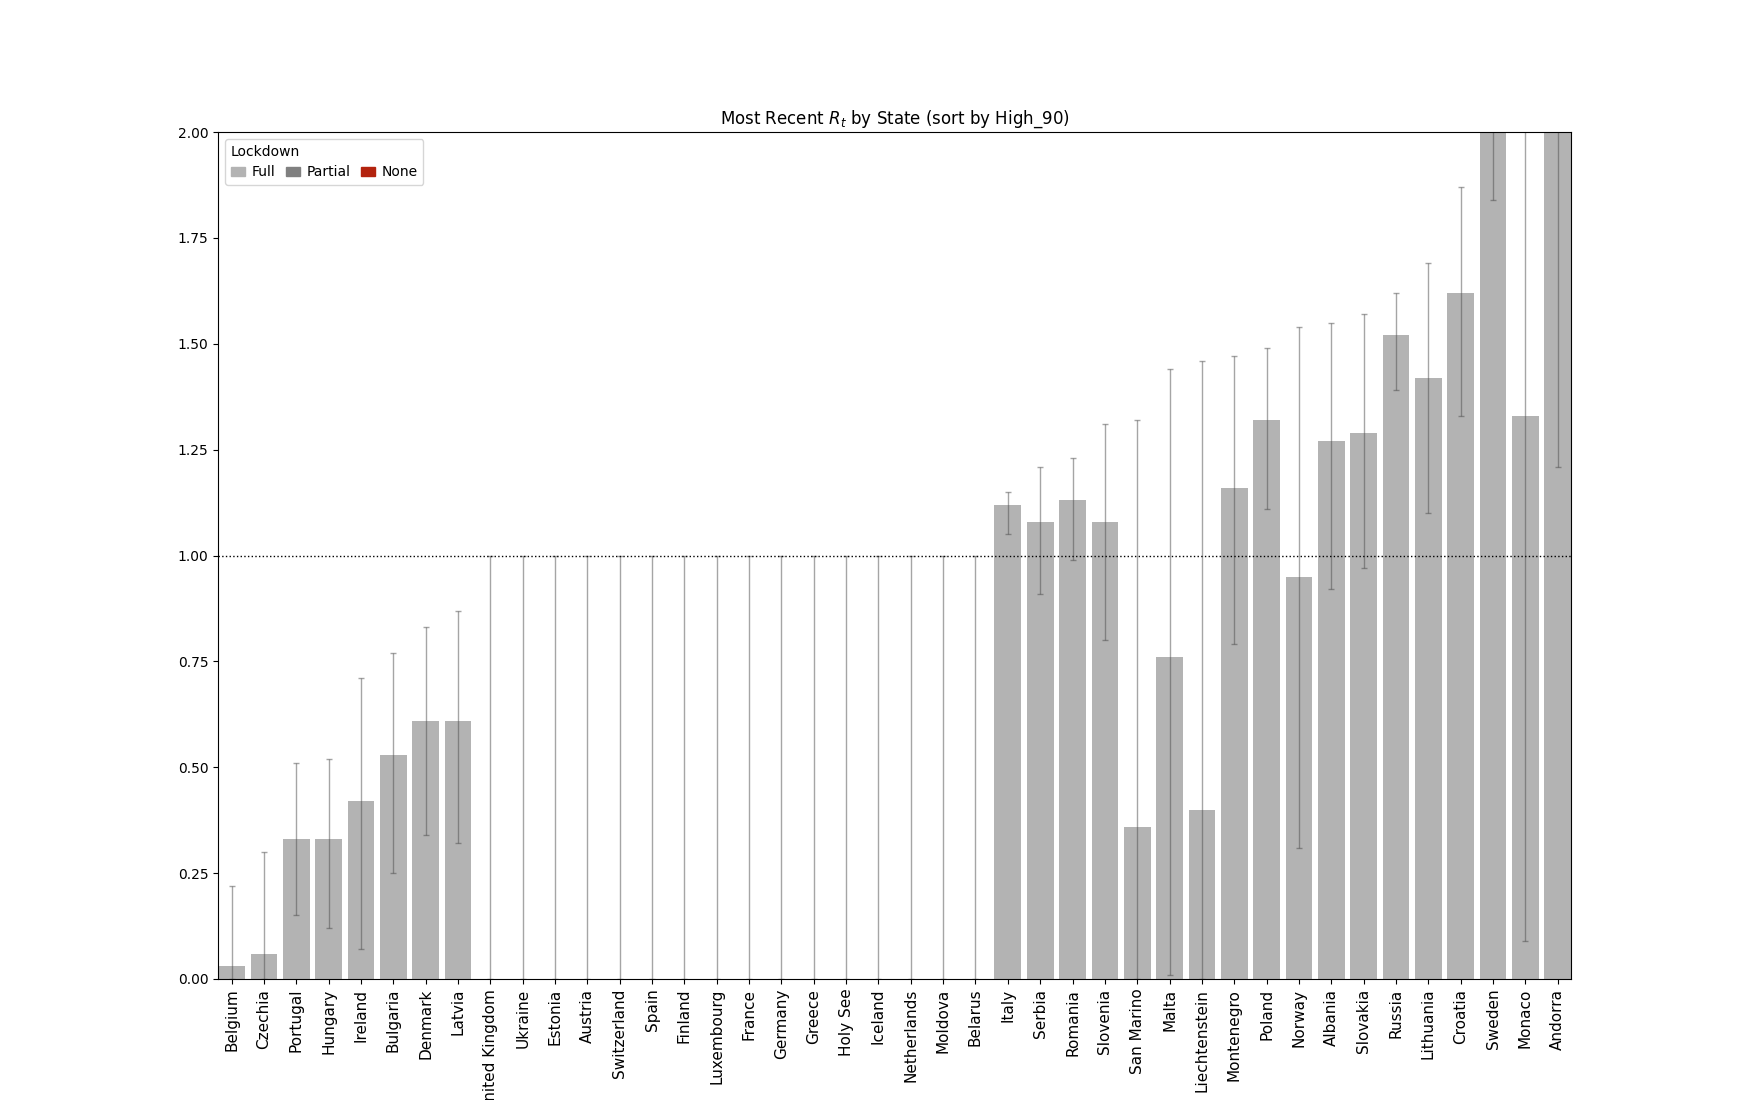 Most Recent Rt by State (sort by High_90)
Lockdown
Full Partial None
2.00
1.75
1.50
1.25
1.00
0.75
0.50
0.25
0.00
Belgium
Czechia
Portugal
Hungary
Ireland
Bulgaria
Denmark
Latvia
nited Kingdom
Ukraine
Estonia
Austria
Switzerland
Spain
Finland
Luxembourg
France
Germany
Greece
Holy See
Iceland
Netherlands
Moldova
Belarus
Italy
Serbia
Romania
Slovenia
San Marino
Malta
Liechtenstein
Montenegro
Poland
Norway
Albania
Slovakia
Russia
Lithuania
Croatia
Sweden
Monaco
Andorra